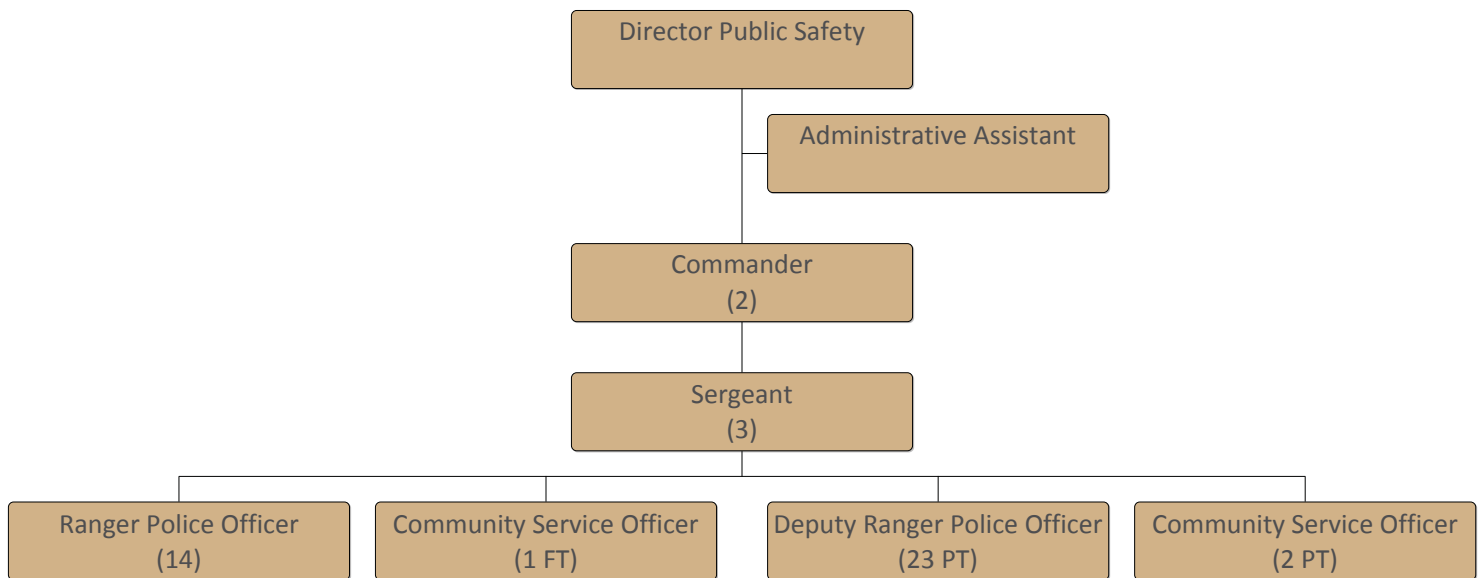 Director Public Safety
Administrative Assistant
Commander
(2)
Sergeant
(3)
Ranger Police Officer
(14)
Community Service Officer
(1 FT)
Deputy Ranger Police Officer
(23 PT)
Community Service Officer
(2 PT)